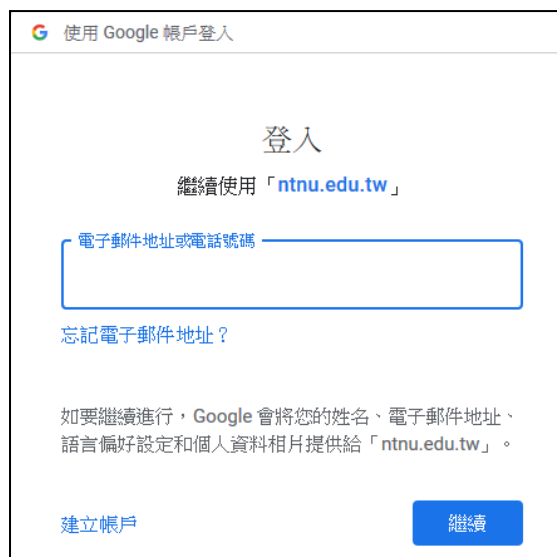 使用 Google 帳戶登入
登入
繼續使用「ntnu.edu.tw」
電子郵件地址或電話號碼
忘記電子郵件地址？
如要繼續進行，Google 會將您的姓名、電子郵件地址、
語言偏好設定和個人資料相片提供給「ntnu.edu.tw」。
建立帳戶
繼續